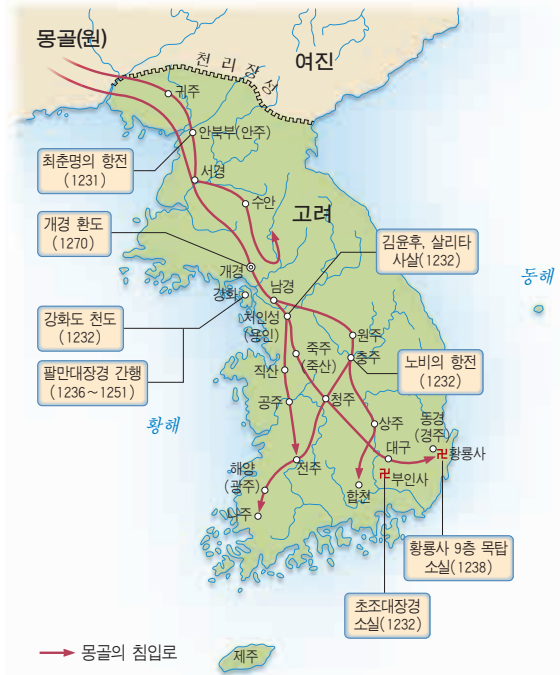 몽골(원)
천리장성
여진
귀주
안북부(안주)
최춘명의 항전
(1231)
서경
수안
고려
개경 환도
(1270)
김윤후, 살리타
사살(1232)
개경
남경
강화
동해
강화도 천도
(1232)
처인성
(용인)
원주
죽주
(죽산)
충주
노비의 항전
(1232)
팔만대장경 간행
(1236~1251)
직산
황해
공주
청주
상주
동경
(경주)
대구
황룡사
해양
(광주)
전주
부인사
합천
나주
황룡사 9층 목탑
소실(1238)
초조대장경
소실(1232)
몽골의 침입로
제주